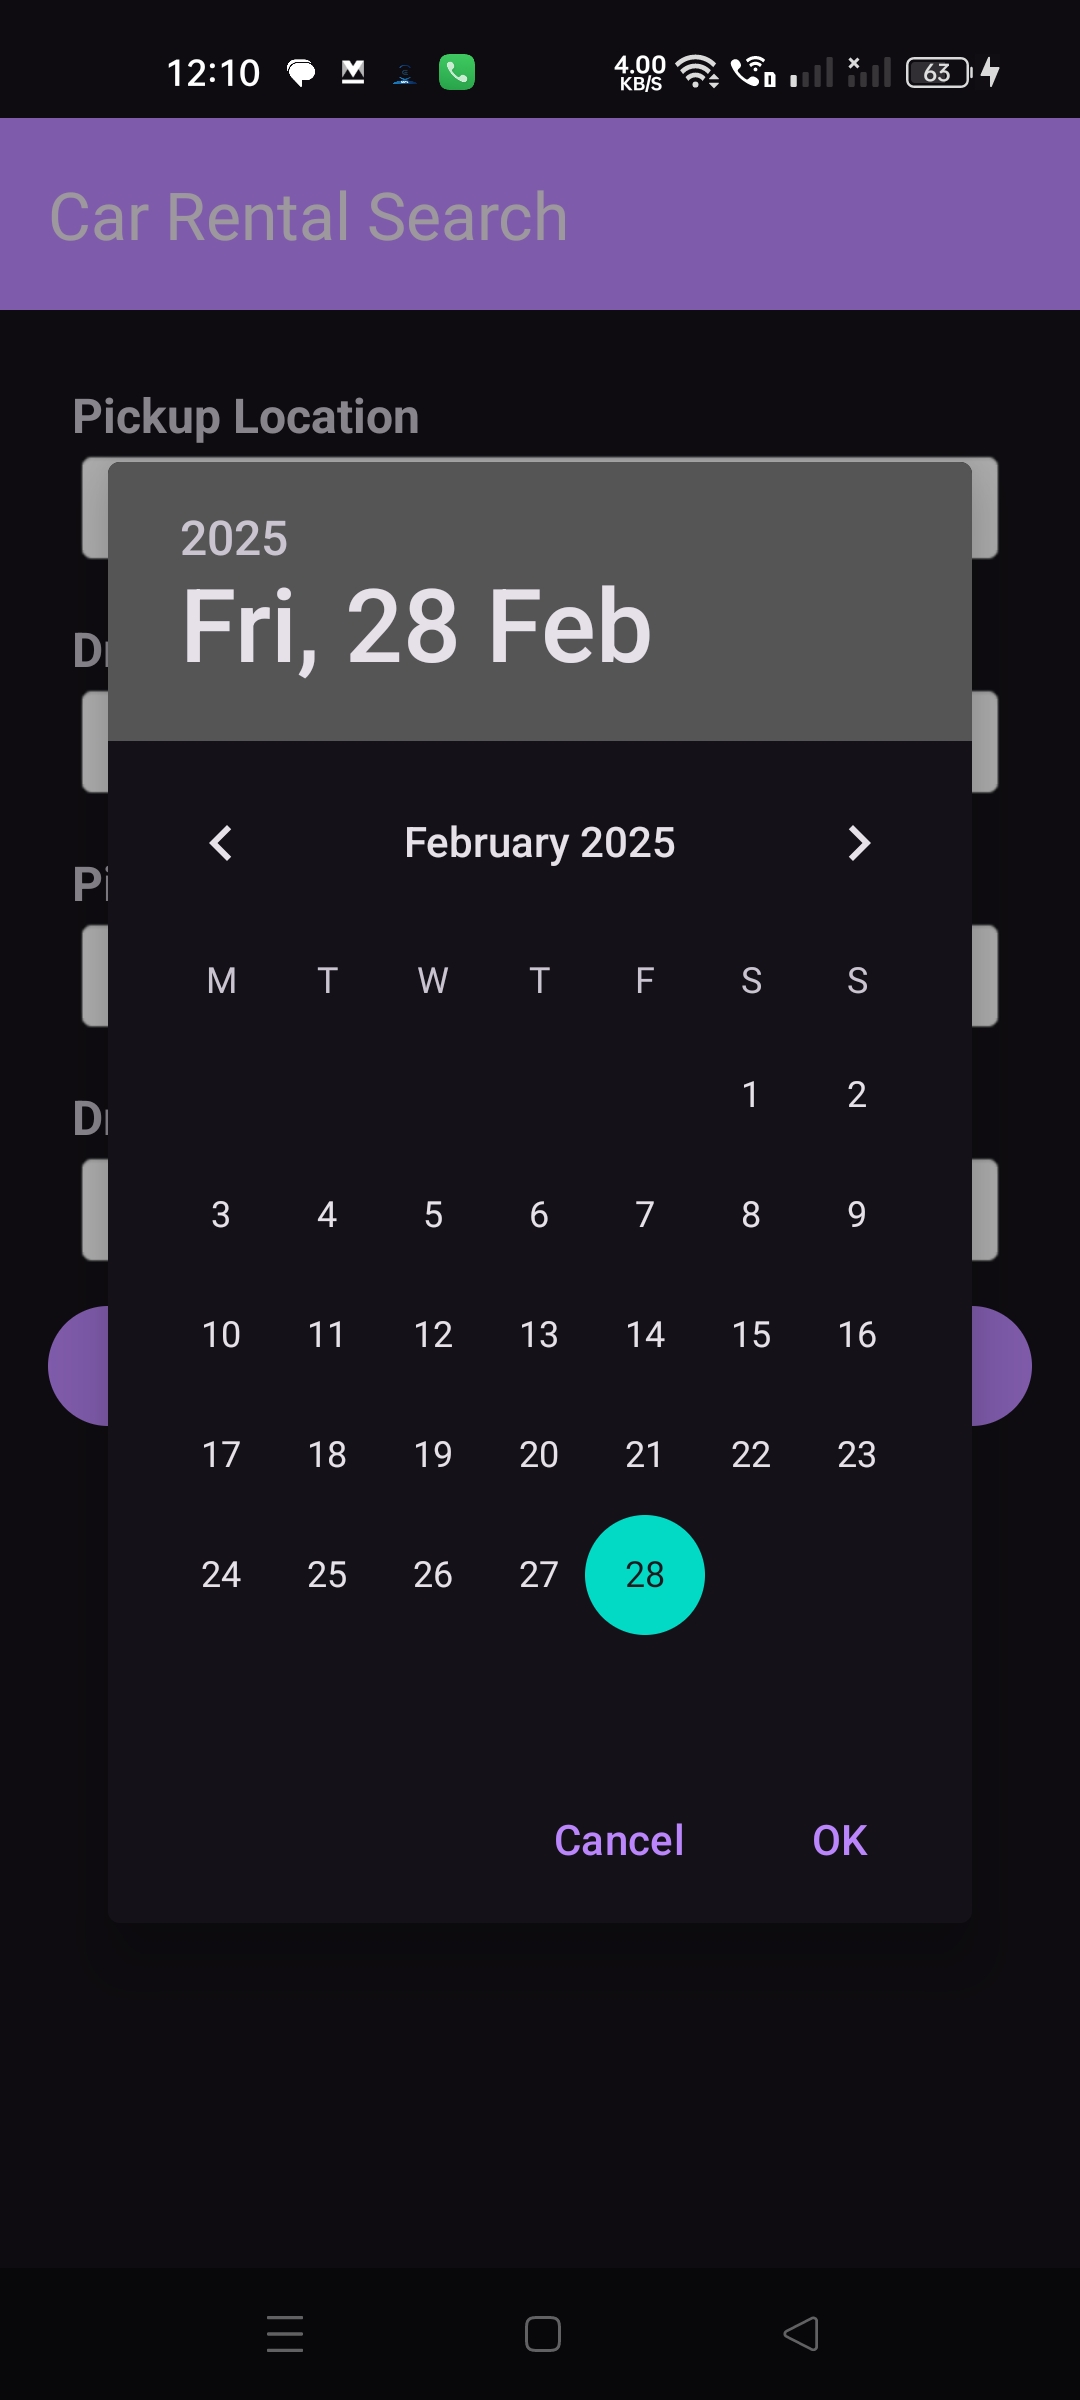 12:10 4.00 KB/S 63
Car Rental Search
Pickup Location
2025
Fri, 28 Feb
February 2025
M T W T F S S
1 2
3 4 5 6 7 8 9
10 11 12 13 14 15 16
17 18 19 20 21 22 23
24 25 26 27 28
Cancel OK